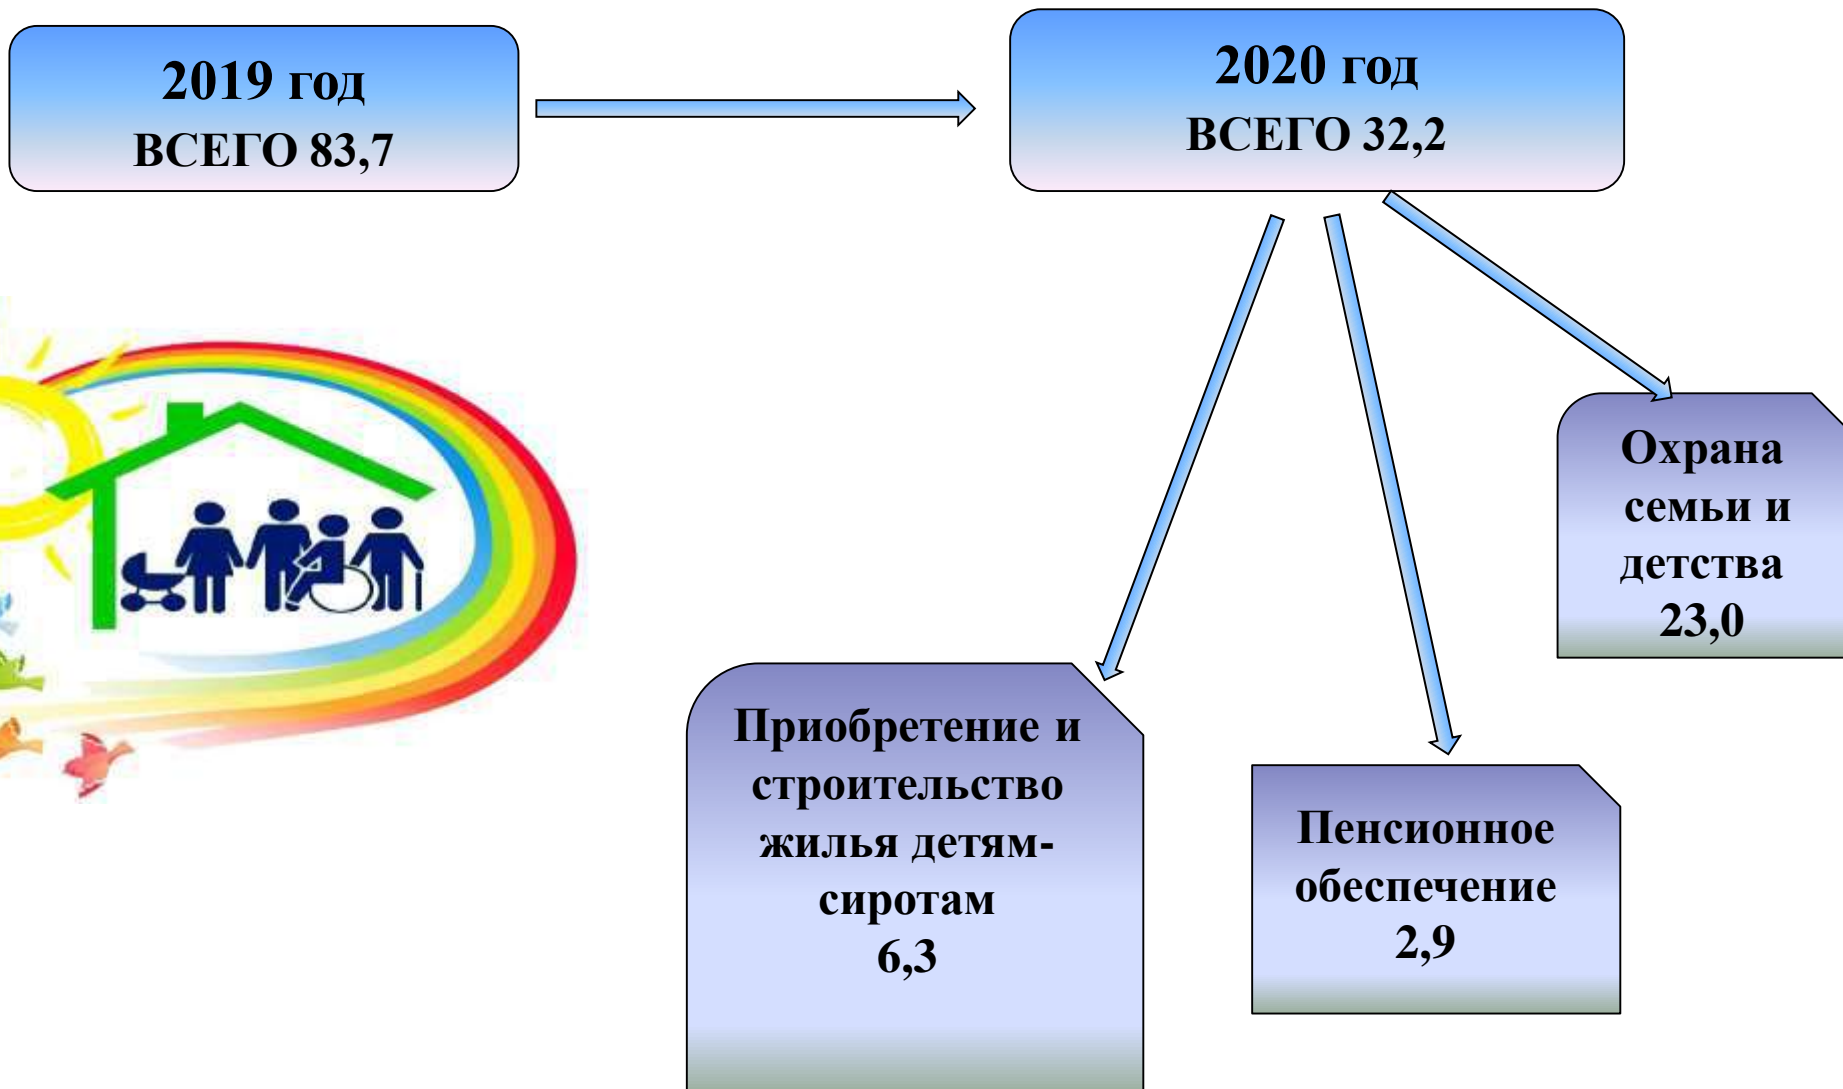 2019 год
ВСЕГО 83,7
2020 год
ВСЕГО 32,2
Охрана
семьи и
детства
23,0
Приобретение и
строительство
жилья детям-
сиротам
6,3
Пенсионное
обеспечение
2,9